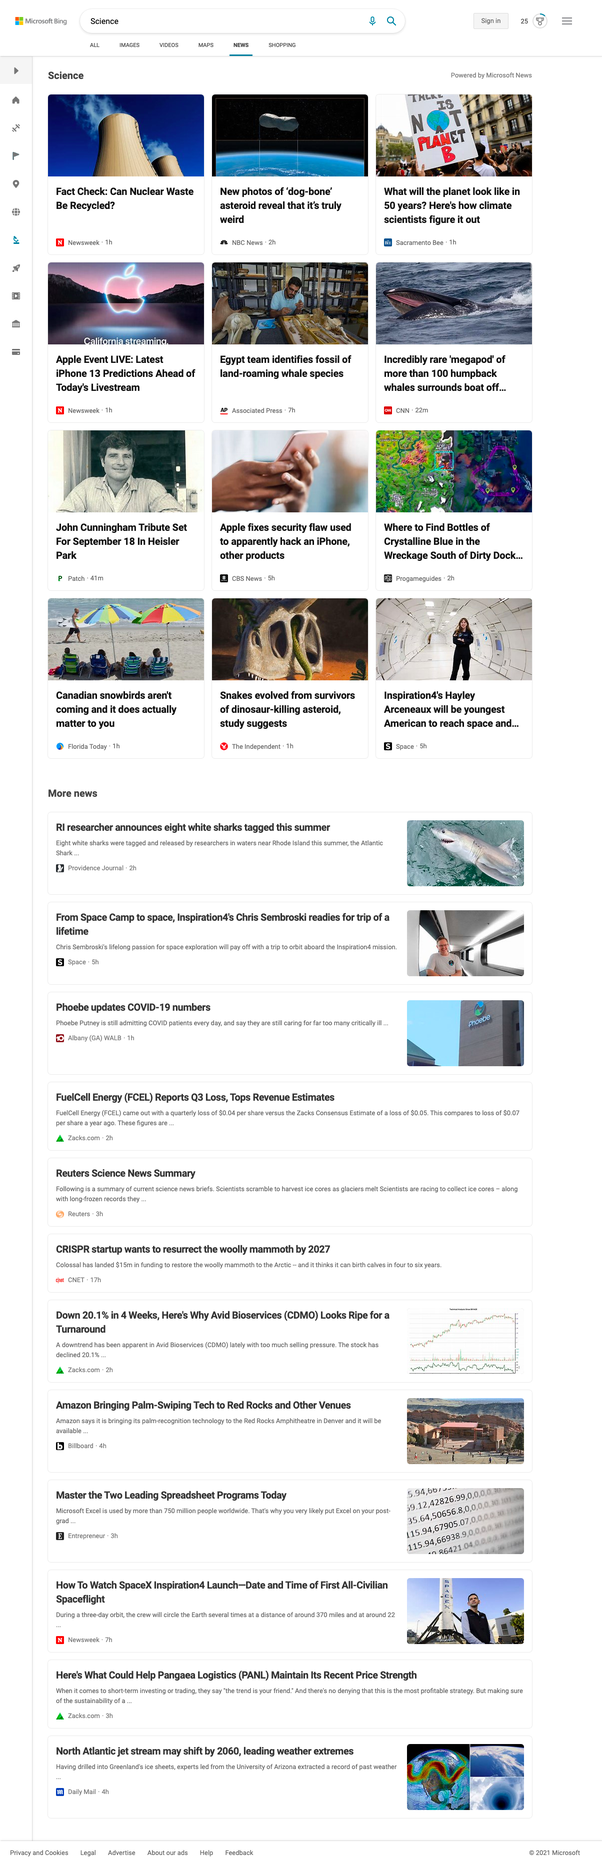 Microsoft Bing
Science
Sign in
25
ALL IMAGES VIDEOS MAPS NEWS SHOPPING
Science
Powered by Microsoft News
Fact Check: Can Nuclear Waste
Be Recycled?
Newsweek · 1h
New photos of 'dog-bone'
asteroid reveal that it's truly
weird
NBC News · 2h
THERE IS
NOT A
PLANET
B
What will the planet look like in
50 years? Here's how climate
scientists figure it out
Sacramento Bee · 1h
California streaming.
Apple Event LIVE: Latest
iPhone 13 Predictions Ahead of
Today's Livestream
Newsweek · 1h
Egypt team identifies fossil of
land-roaming whale species
Associated Press · 7h
Incredibly rare 'megapod' of
more than 100 humpback
whales surrounds boat off...
CNN · 22m
John Cunningham Tribute Set
For September 18 In Heisler
Park
Patch · 41m
Apple fixes security flaw used
to apparently hack an iPhone,
other products
CBS News · 5h
Where to Find Bottles of
Crystalline Blue in the
Wreckage South of Dirty Dock...
Progameguides · 2h
Canadian snowbirds aren't
coming and it does actually
matter to you
Florida Today · 1h
Snakes evolved from survivors
of dinosaur-killing asteroid,
study suggests
The Independent · 1h
Inspiration4's Hayley
Arceneaux will be youngest
American to reach space and...
Space · 5h
More news
RI researcher announces eight white sharks tagged this summer
Eight white sharks were tagged and released by researchers in waters near Rhode Island this summer, the Atlantic
Shark ...
Providence Journal · 2h
From Space Camp to space, Inspiration4's Chris Sembroski readies for trip of a
lifetime
Chris Sembroski's lifelong passion for space exploration will pay off with a trip to orbit aboard the Inspiration4 mission.
Space · 5h
Phoebe updates COVID-19 numbers
Phoebe Putney is still admitting COVID patients every day, and say they are still caring for far too many critically ill ...
Albany (GA) WALB · 1h
Phoebe
FuelCell Energy (FCEL) Reports Q3 Loss, Tops Revenue Estimates
FuelCell Energy (FCEL) came out with a quarterly loss of $0.04 per share versus the Zacks Consensus Estimate of a loss of $0.05. This compares to loss of $0.07
per share a year ago. These figures are ...
Zacks.com · 2h
Reuters Science News Summary
Following is a summary of current science news briefs. Scientists scramble to harvest ice cores as glaciers melt Scientists are racing to collect ice cores – along
with long-frozen records they ...
Reuters · 3h
CRISPR startup wants to resurrect the woolly mammoth by 2027
Colossal has landed $15m in funding to restore the woolly mammoth to the Arctic -- and it thinks it can birth calves in four to six years.
CNET · 17h
Down 20.1% in 4 Weeks, Here's Why Avid Bioservices (CDMO) Looks Ripe for a
Turnaround
A downtrend has been apparent in Avid Bioservices (CDMO) lately with too much selling pressure. The stock has
declined 20.1% ...
Zacks.com · 2h
Amazon Bringing Palm-Swiping Tech to Red Rocks and Other Venues
Amazon says it is bringing its palm-recognition technology to the Red Rocks Amphitheatre in Denver and it will be
available ...
Billboard · 4h
Master the Two Leading Spreadsheet Programs Today
Microsoft Excel is used by more than 750 million people worldwide. That's why you very likely put Excel on your post-
grad ...
Entrepreneur · 3h
How To Watch SpaceX Inspiration4 Launch—Date and Time of First All-Civilian
Spaceflight
During a three-day orbit, the crew will circle the Earth several times at a distance of around 370 miles and at around 22
...
Newsweek · 7h
Here's What Could Help Pangaea Logistics (PANL) Maintain Its Recent Price Strength
When it comes to short-term investing or trading, they say "the trend is your friend." And there's no denying that this is the most profitable strategy. But making sure
of the sustainability of a ...
Zacks.com · 3h
North Atlantic jet stream may shift by 2060, leading weather extremes
Having drilled into Greenland's ice sheets, experts led from the University of Arizona extracted a record of past weather
...
Daily Mail · 4h
Privacy and Cookies Legal Advertise About our ads Help Feedback
© 2021 Microsoft